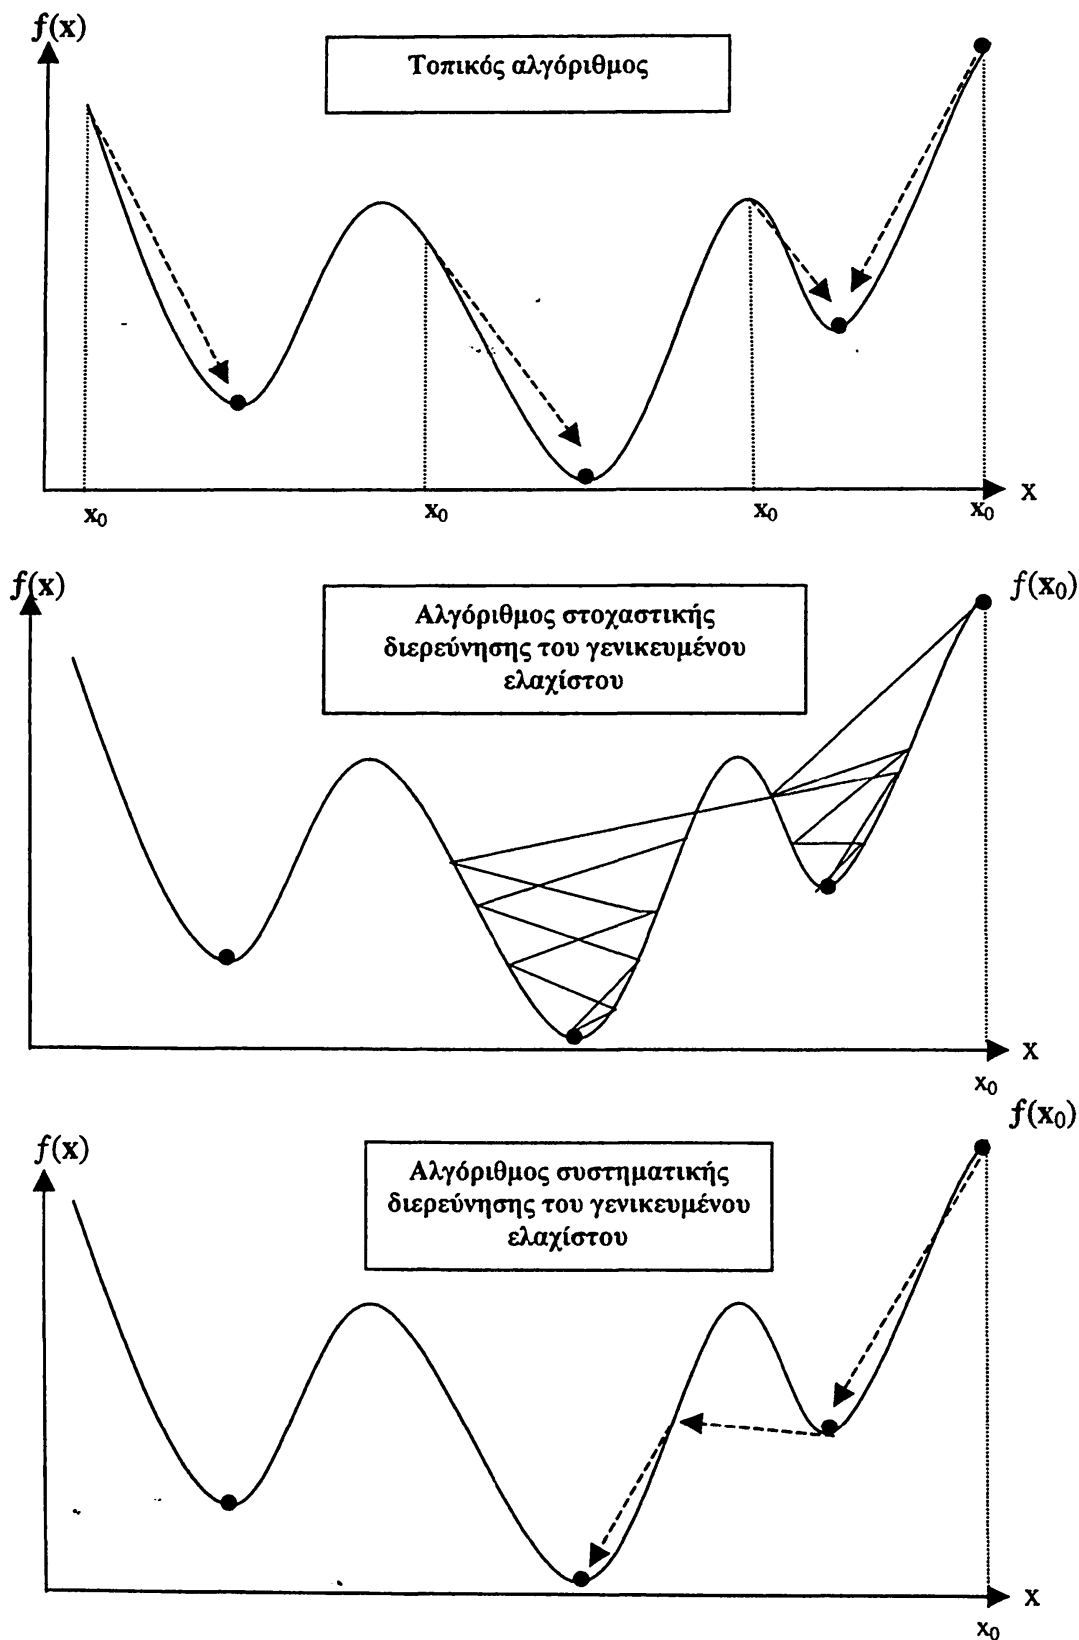 f(x)
Τοπικός αλγόριθμος
x
x₀
x₀
x₀
x₀
f(x)
f(x₀)
Αλγόριθμος στοχαστικής
διερεύνησης του γενικευμένου
ελαχίστου
x
x₀
f(x)
f(x₀)
Αλγόριθμος συστηματικής
διερεύνησης του γενικευμένου
ελαχίστου
x
x₀